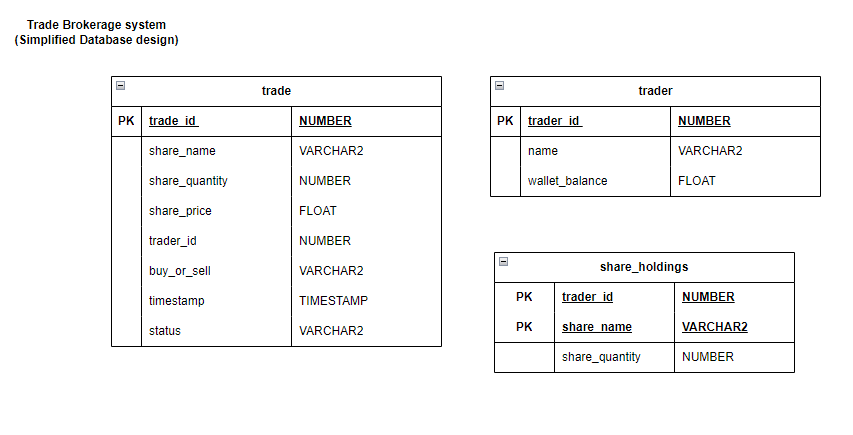 Trade Brokerage system
(Simplified Database design)
trade
PK trade_id NUMBER
share_name VARCHAR2
share_quantity NUMBER
share_price FLOAT
trader_id NUMBER
buy_or_sell VARCHAR2
timestamp TIMESTAMP
status VARCHAR2
trader
PK trader_id NUMBER
name VARCHAR2
wallet_balance FLOAT
share_holdings
PK trader_id NUMBER
PK share_name VARCHAR2
share_quantity NUMBER